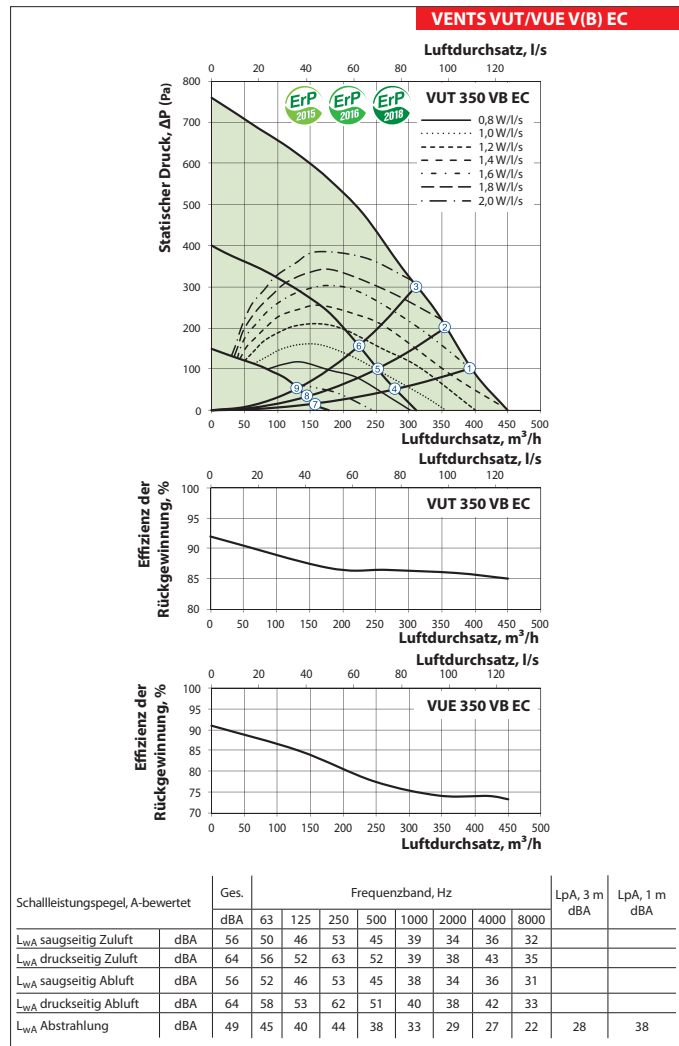 VENTS VUT/VUE V(B) EC
Luftdurchsatz, l/s
0 20 40 60 80 100 120
ErP 2015
ErP 2016
ErP 2018
VUT 350 VB EC
0,8 W/l/s
1,0 W/l/s
1,2 W/l/s
1,4 W/l/s
1,6 W/l/s
1,8 W/l/s
2,0 W/l/s
Statischer Druck, ΔP (Pa)
800
700
600
500
400
300
200
100
0
3
2
1
6
5
4
9
8
7
0 50 100 150 200 250 300 350 400 450 500
Luftdurchsatz, m³/h
Luftdurchsatz, l/s
0 20 40 60 80 100 120
VUT 350 VB EC
Effizienz der
Rückgewinnung, %
100
95
90
85
80
0 50 100 150 200 250 300 350 400 450 500
Luftdurchsatz, m³/h
Luftdurchsatz, l/s
0 20 40 60 80 100 120
VUE 350 VB EC
Effizienz der
Rückgewinnung, %
100
95
90
85
80
75
70
0 50 100 150 200 250 300 350 400 450 500
Luftdurchsatz, m³/h
Schallleistungspegel, A-bewertet Ges. Frequenzband, Hz LpA, 3 m dBA LpA, 1 m dBA
dBA 63 125 250 500 1000 2000 4000 8000
LwA saugseitig Zuluft dBA 56 50 46 53 45 39 34 36 32
LwA druckseitig Zuluft dBA 64 56 52 63 52 39 38 43 35
LwA saugseitig Abluft dBA 56 52 46 53 45 38 34 36 31
LwA druckseitig Abluft dBA 64 58 53 62 51 40 38 42 33
LwA Abstrahlung dBA 49 45 40 44 38 33 29 27 22 28 38